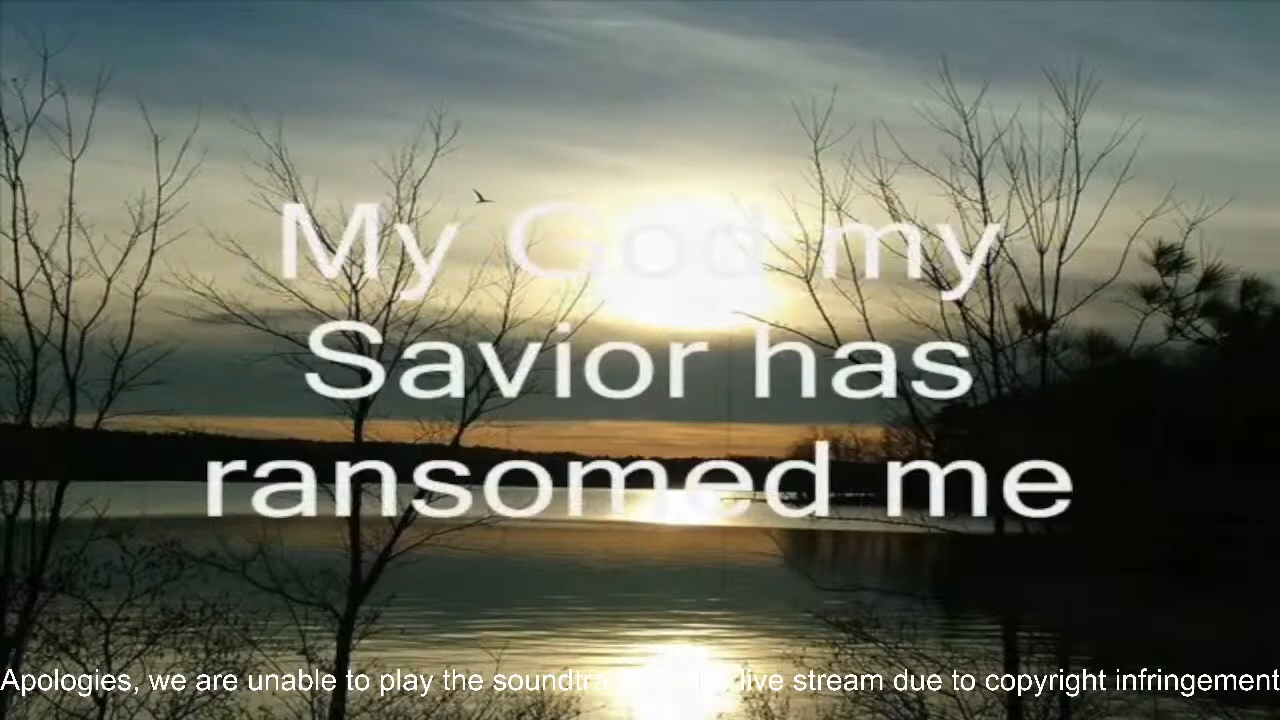 My God my
Savior has
ransomed me
Apologies, we are unable to play the soundtra live stream due to copyright infringement